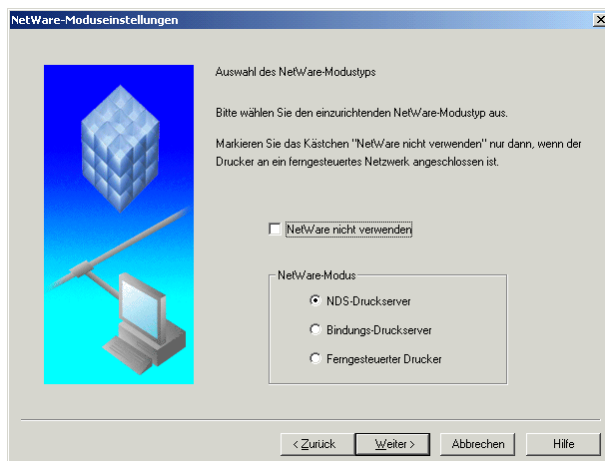 NetWare-Moduseinstellungen
Auswahl des NetWare-Modustyps
Bitte wählen Sie den einzurichtenden NetWare-Modustyp aus.
Markieren Sie das Kästchen "NetWare nicht verwenden" nur dann, wenn der
Drucker an ein ferngesteuertes Netzwerk angeschlossen ist.
NetWare nicht verwenden
NetWare-Modus
NDS-Druckserver
Bindungs-Druckserver
Ferngesteuerter Drucker
< Zurück Weiter > Abbrechen Hilfe